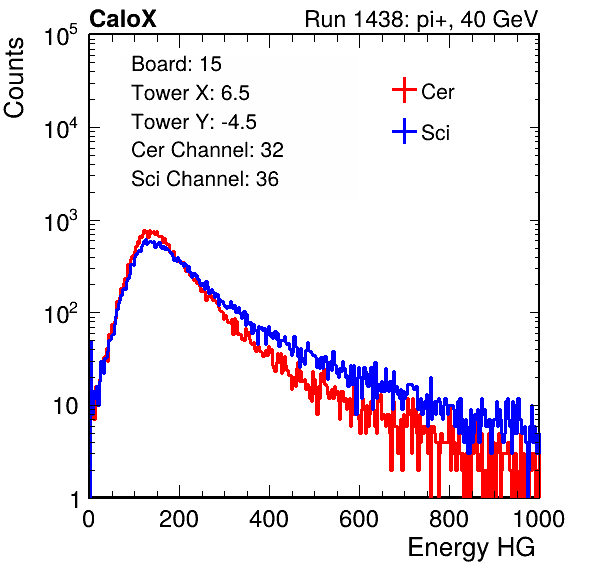 CaloX
Run 1438: pi+, 40 GeV
Counts
Board: 15
Tower X: 6.5
Tower Y: -4.5
Cer Channel: 32
Sci Channel: 36
Cer
Sci
10^5
10^4
10^3
10^2
10
1
0 200 400 600 800 1000
Energy HG